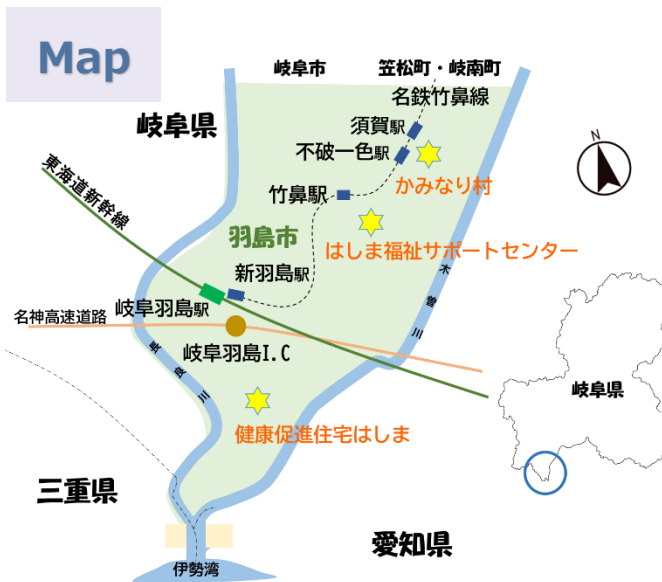 Map
岐阜市
笠松町・岐南町
名鉄竹鼻線
岐阜県
須賀駅
不破一色駅
N
かみなり村
東海道新幹線
竹鼻駅
羽島市
はしま福祉サポートセンター
新羽島駅
木曽川
岐阜羽島駅
名神高速道路
岐阜羽島I.C
長良川
岐阜県
健康促進住宅はしま
三重県
愛知県
伊勢湾